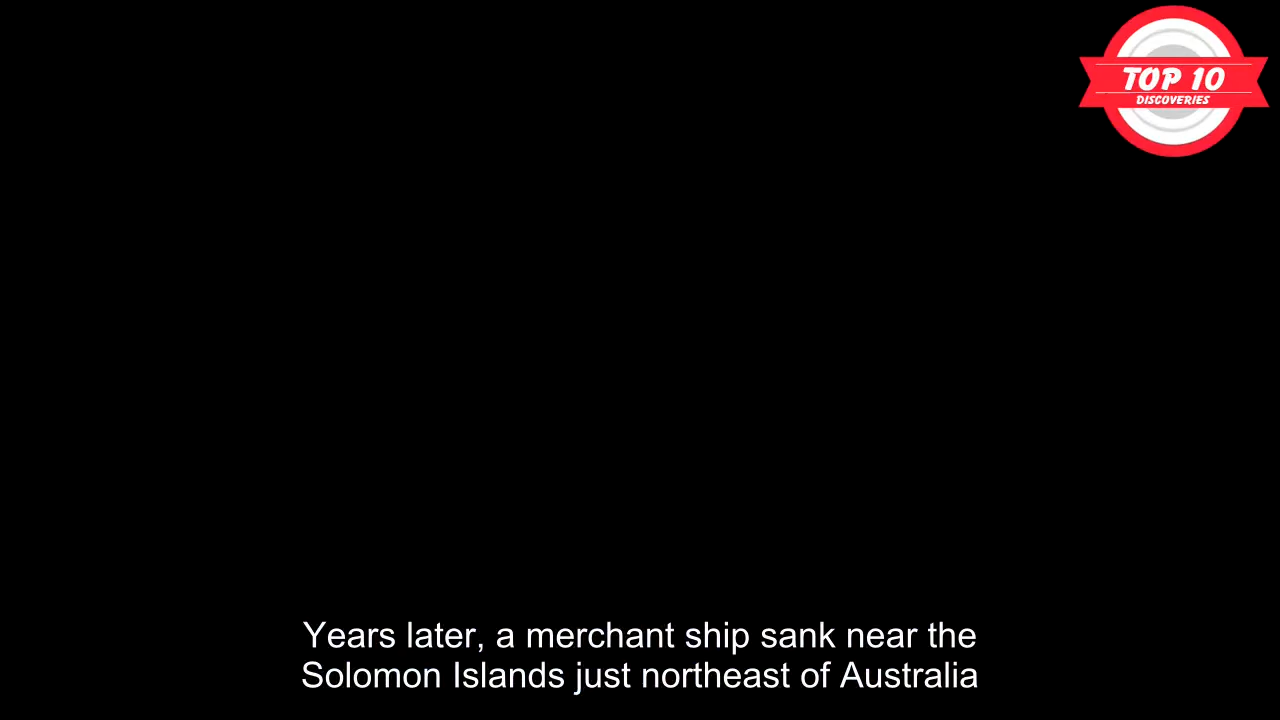 TOP 10
DISCOVERIES
Years later, a merchant ship sank near the
Solomon Islands just northeast of Australia